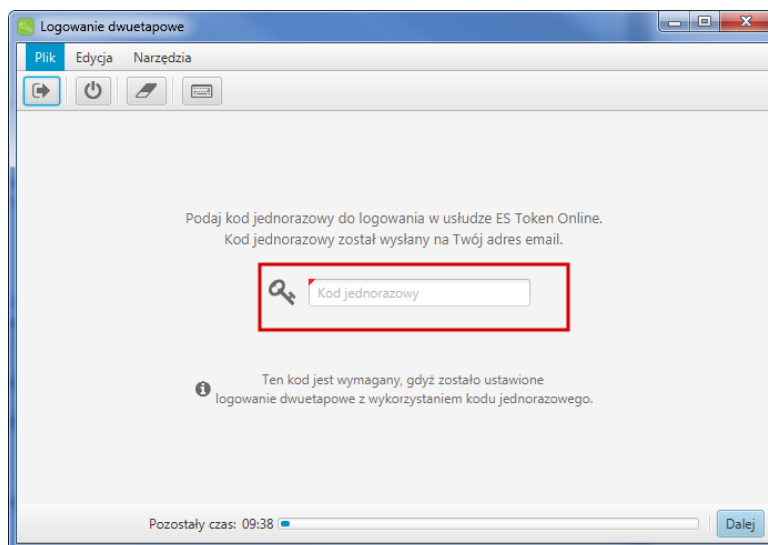 Logowanie dwuetapowe
Plik Edycja Narzędzia
Podaj kod jednorazowy do logowania w usłudze ES Token Online.
Kod jednorazowy został wysłany na Twój adres email.
Kod jednorazowy
Ten kod jest wymagany, gdyż zostało ustawione
logowanie dwuetapowe z wykorzystaniem kodu jednorazowego.
Pozostały czas: 09:38 Dalej